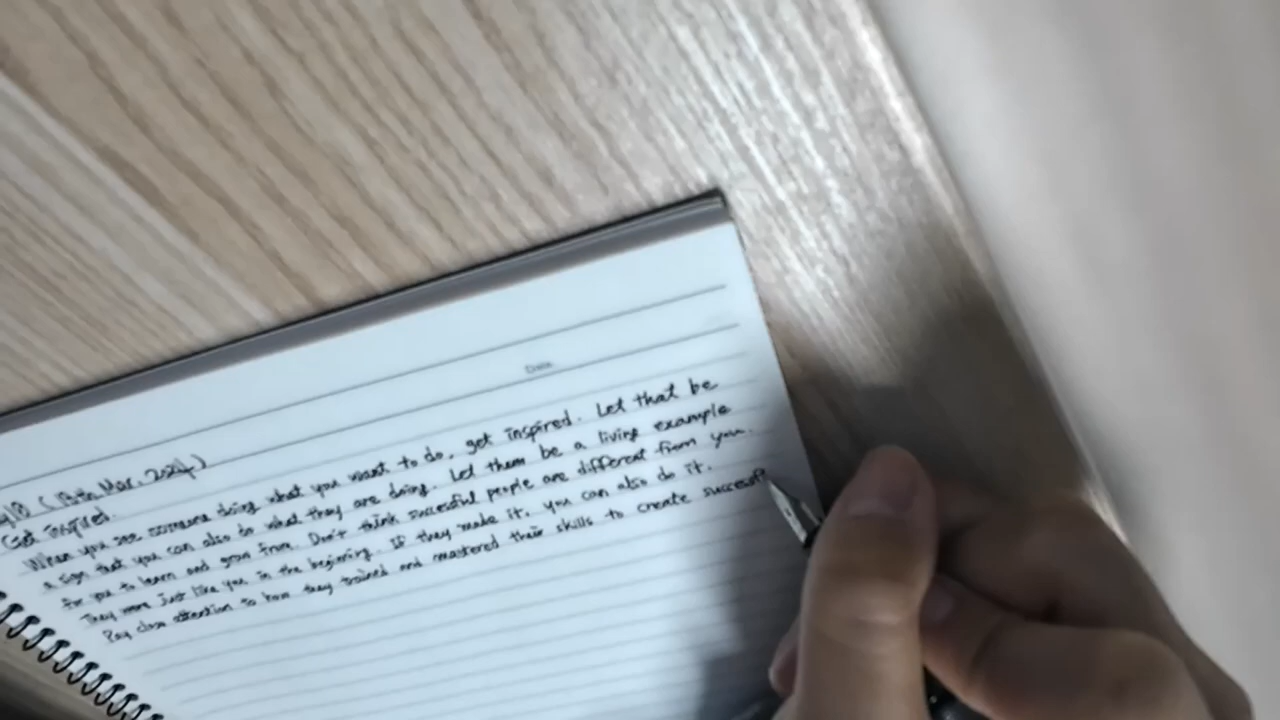 Date
18 (19th Mar. 2024)
Get inspired.
When you see someone doing what you want to do, get inspired. Let that be
a sign that you can also do what they are doing. Let them be a living example
for you to learn and grow from. Don't think successful people are different from you.
They were just like you in the beginning. If they made it, you can also do it.
Pay close attention to how they trained and mastered their skills to create successf